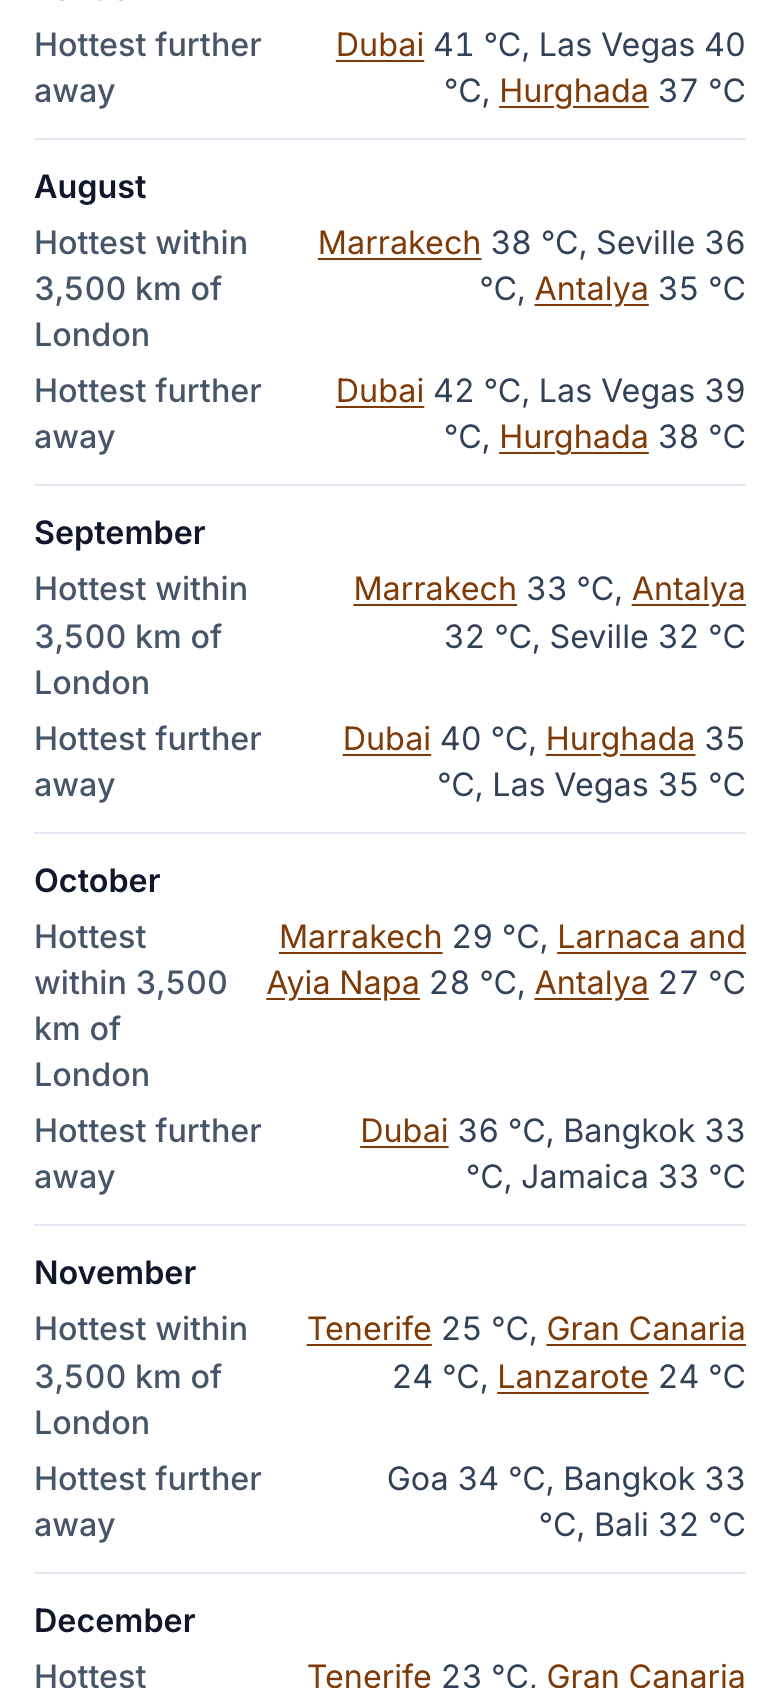 Hottest further away
Dubai 41 °C, Las Vegas 40 °C, Hurghada 37 °C
August
Hottest within 3,500 km of London
Marrakech 38 °C, Seville 36 °C, Antalya 35 °C
Hottest further away
Dubai 42 °C, Las Vegas 39 °C, Hurghada 38 °C
September
Hottest within 3,500 km of London
Marrakech 33 °C, Antalya 32 °C, Seville 32 °C
Hottest further away
Dubai 40 °C, Hurghada 35 °C, Las Vegas 35 °C
October
Hottest within 3,500 km of London
Marrakech 29 °C, Larnaca and Ayia Napa 28 °C, Antalya 27 °C
Hottest further away
Dubai 36 °C, Bangkok 33 °C, Jamaica 33 °C
November
Hottest within 3,500 km of London
Tenerife 25 °C, Gran Canaria 24 °C, Lanzarote 24 °C
Hottest further away
Goa 34 °C, Bangkok 33 °C, Bali 32 °C
December
Hottest
Tenerife 23 °C, Gran Canaria